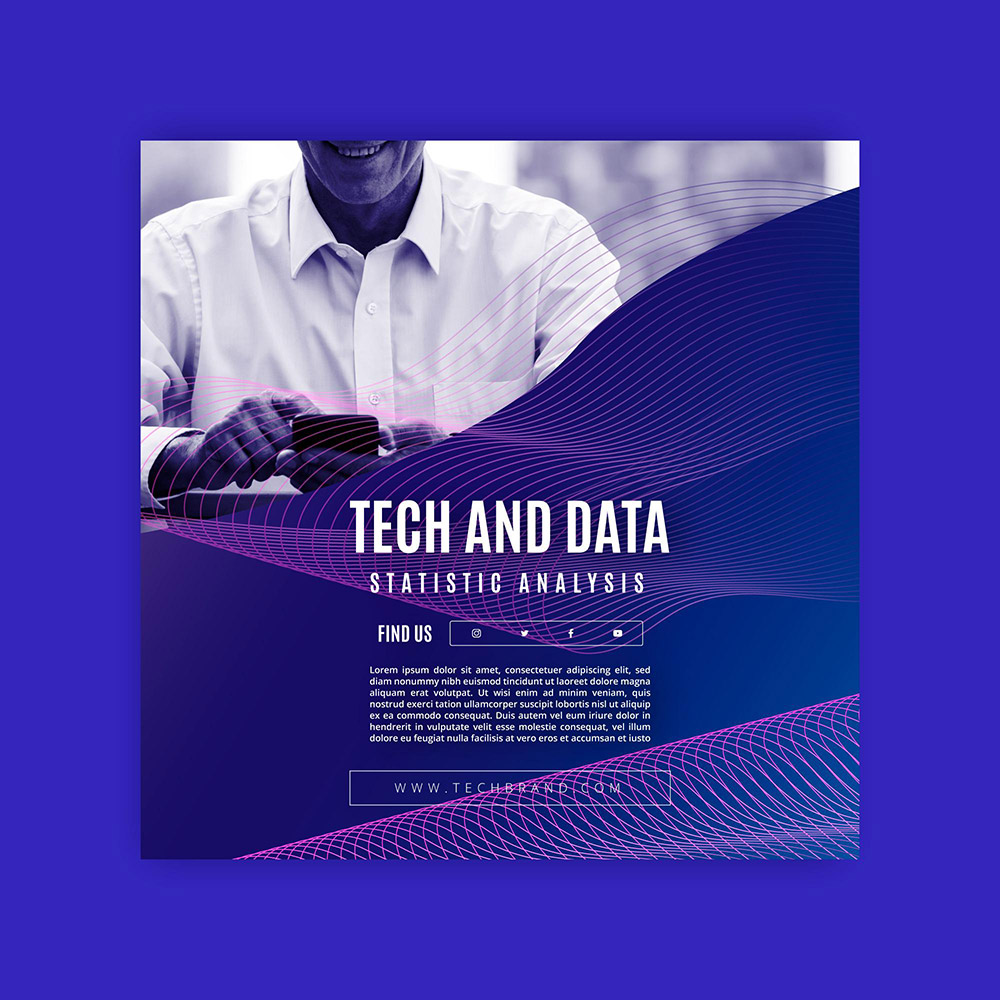 TECH AND DATA
STATISTIC ANALYSIS
FIND US
Lorem ipsum dolor sit amet, consectetuer adipiscing elit, sed
diam nonummy nibh euismod tincidunt ut laoreet dolore magna
aliquam erat volutpat. Ut wisi enim ad minim veniam, quis
nostrud exerci tation ullamcorper suscipit lobortis nisl ut aliquip
ex ea commodo consequat. Duis autem vel eum iriure dolor in
hendrerit in vulputate velit esse molestie consequat, vel illum
dolore eu feugiat nulla facilisis at vero eros et accumsan et iusto
WWW.TECHBRAND.COM